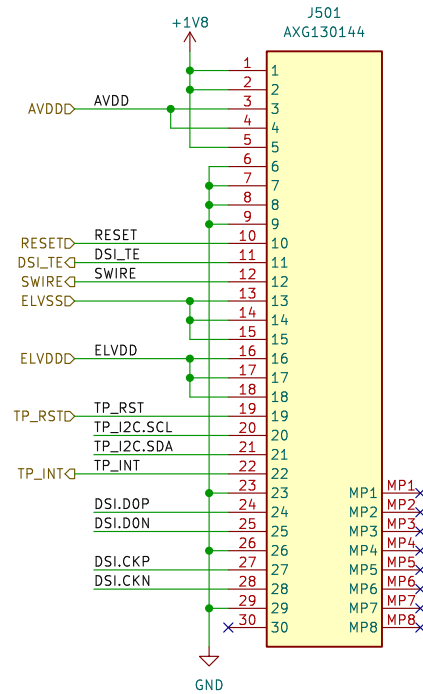 J501
AXG130144
+1V8
1 1
2 2
AVDD AVDD 3 3
4 4
5 5
6 6
7 7
8 8
9 9
RESET RESET 10 10
DSI_TE DSI_TE 11 11
SWIRE SWIRE 12 12
ELVSS 13 13
14 14
15 15
ELVDD ELVDD 16 16
17 17
18 18
TP_RST TP_RST 19 19
TP_I2C.SCL 20 20
TP_I2C.SDA 21 21
TP_INT TP_INT 22 22
23 23 MP1 MP1
DSI.D0P 24 24 MP2 MP2
DSI.D0N 25 25 MP3 MP3
26 26 MP4 MP4
DSI.CKP 27 27 MP5 MP5
DSI.CKN 28 28 MP6 MP6
29 29 MP7 MP7
30 30 MP8 MP8
GND